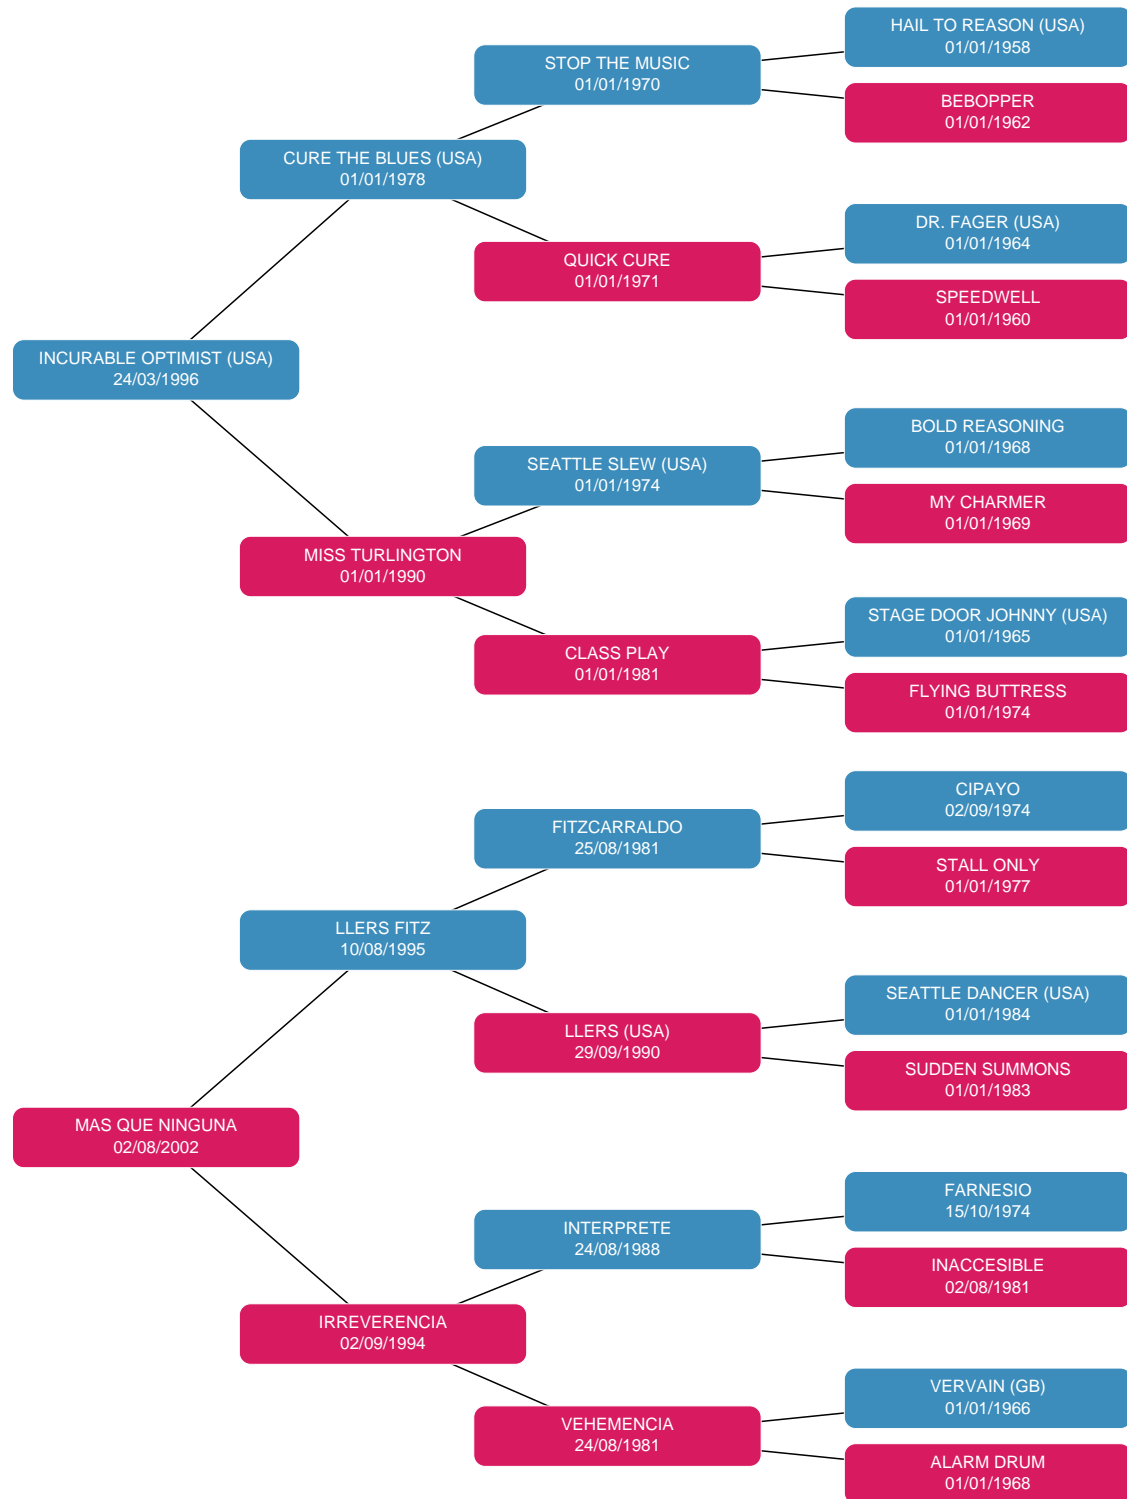 HAIL TO REASON (USA)
01/01/1958
STOP THE MUSIC
01/01/1970
BEBOPPER
01/01/1962
CURE THE BLUES (USA)
01/01/1978
DR. FAGER (USA)
01/01/1964
QUICK CURE
01/01/1971
SPEEDWELL
01/01/1960
INCURABLE OPTIMIST (USA)
24/03/1996
BOLD REASONING
01/01/1968
SEATTLE SLEW (USA)
01/01/1974
MY CHARMER
01/01/1969
MISS TURLINGTON
01/01/1990
STAGE DOOR JOHNNY (USA)
01/01/1965
CLASS PLAY
01/01/1981
FLYING BUTTRESS
01/01/1974
CIPAYO
02/09/1974
FITZCARRALDO
25/08/1981
STALL ONLY
01/01/1977
LLERS FITZ
10/08/1995
SEATTLE DANCER (USA)
01/01/1984
LLERS (USA)
29/09/1990
SUDDEN SUMMONS
01/01/1983
MAS QUE NINGUNA
02/08/2002
FARNESIO
15/10/1974
INTERPRETE
24/08/1988
INACCESIBLE
02/08/1981
IRREVERENCIA
02/09/1994
VERVAIN (GB)
01/01/1966
VEHEMENCIA
24/08/1981
ALARM DRUM
01/01/1968